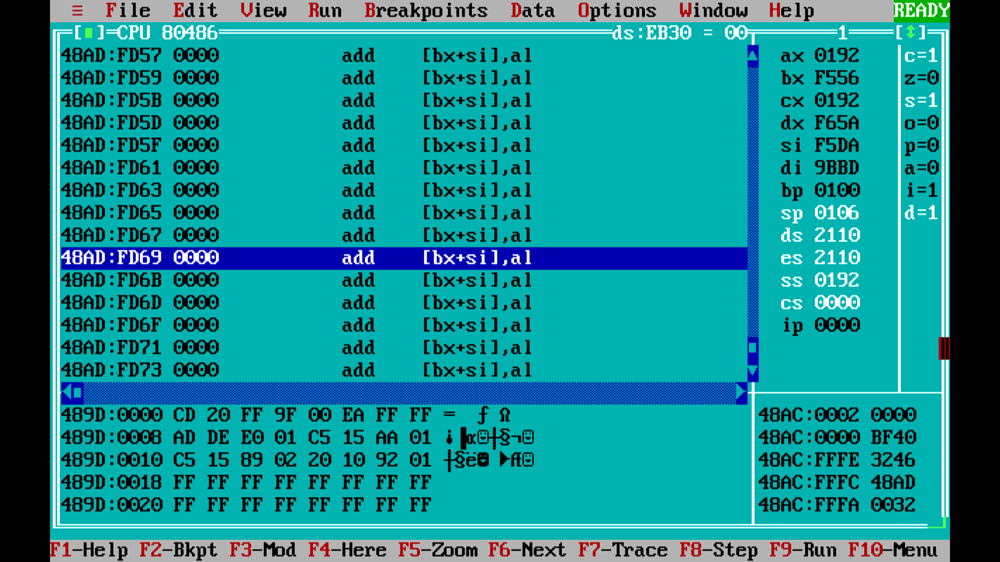 ≡ File Edit View Run Breakpoints Data Options Window Help READY
[■]=CPU 80486 ds:EB30 = 00 1 [↕]
48AD:FD57 0000 add [bx+si],al ax 0192 c=1
48AD:FD59 0000 add [bx+si],al bx F556 z=0
48AD:FD5B 0000 add [bx+si],al cx 0192 s=1
48AD:FD5D 0000 add [bx+si],al dx F65A o=0
48AD:FD5F 0000 add [bx+si],al si F5DA p=0
48AD:FD61 0000 add [bx+si],al di 9BBD a=0
48AD:FD63 0000 add [bx+si],al bp 0100 i=1
48AD:FD65 0000 add [bx+si],al sp 0106 d=1
48AD:FD67 0000 add [bx+si],al ds 2110
48AD:FD69 0000 add [bx+si],al es 2110
48AD:FD6B 0000 add [bx+si],al ss 0192
48AD:FD6D 0000 add [bx+si],al cs 0000
48AD:FD6F 0000 add [bx+si],al ip 0000
48AD:FD71 0000 add [bx+si],al
48AD:FD73 0000 add [bx+si],al
489D:0000 CD 20 FF 9F 00 EA FF FF = ƒ Ω 48AC:0002 0000
489D:0008 AD DE E0 01 C5 15 AA 01 ¡▐α☺┼§¬☺ 48AC:0000 BF40
489D:0010 C5 15 89 02 20 10 92 01 ┼§ë☻ ►Æ☺ 48AC:FFFE 3246
489D:0018 FF FF FF FF FF FF FF FF 48AC:FFFC 48AD
489D:0020 FF FF FF FF FF FF FF FF 48AC:FFFA 0032
F1-Help F2-Bkpt F3-Mod F4-Here F5-Zoom F6-Next F7-Trace F8-Step F9-Run F10-Menu